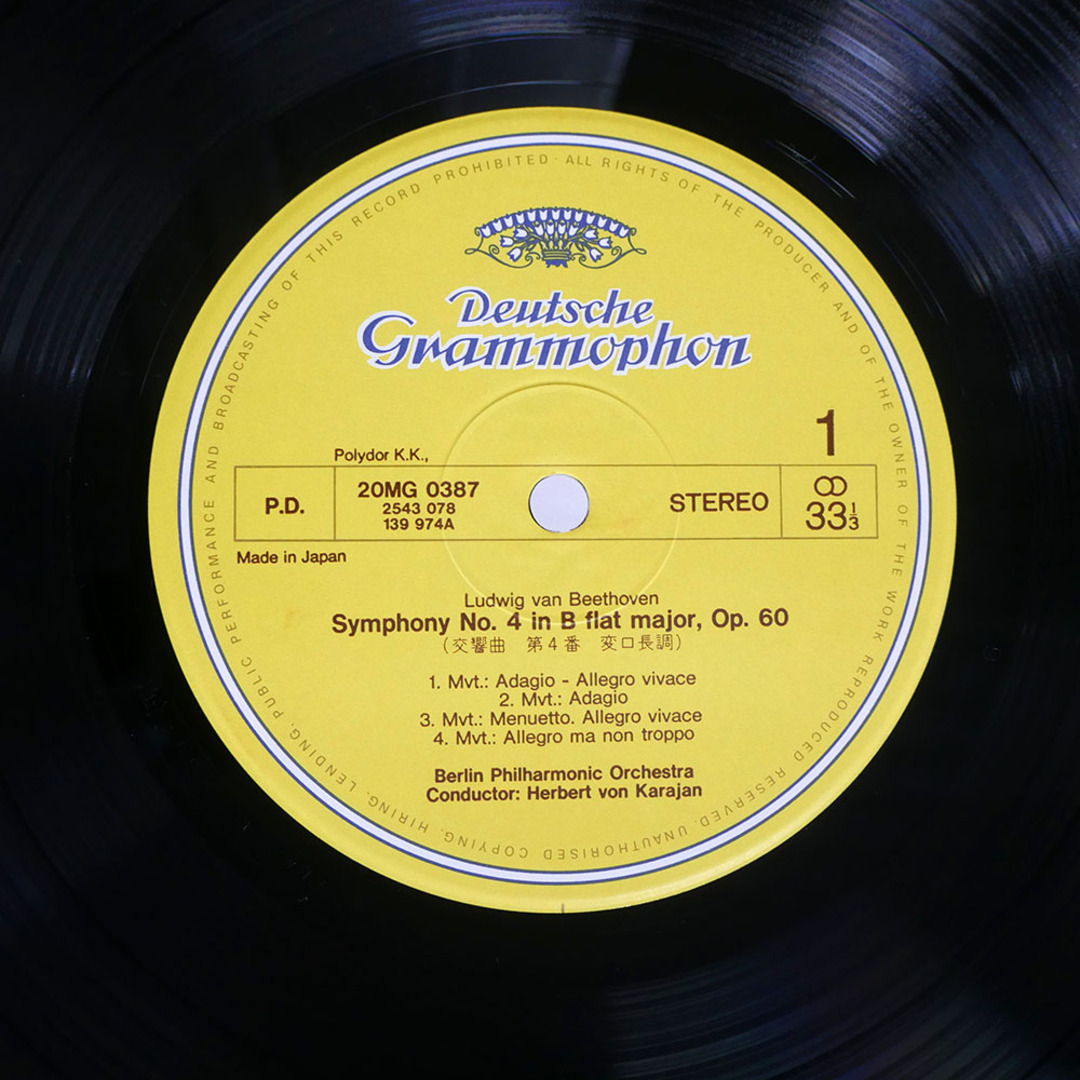 PUBLIC PERFORMANCE AND BROADCASTING OF THIS RECORD PROHIBITED · ALL RIGHTS OF THE PRODUCER AND OF THE OWNER OF THE WORK REPRODUCED RESERVED. UNAUTHORISED COPYING, HIRING, LENDING,
Deutsche
Grammophon
1
Polydor K.K.,
P.D.
20MG 0387
2543 078
139 974A
STEREO
33⅓
Made in Japan
Ludwig van Beethoven
Symphony No. 4 in B flat major, Op. 60
(交響曲 第4番 変ロ長調)
1. Mvt.: Adagio - Allegro vivace
2. Mvt.: Adagio
3. Mvt.: Menuetto. Allegro vivace
4. Mvt.: Allegro ma non troppo
Berlin Philharmonic Orchestra
Conductor: Herbert von Karajan